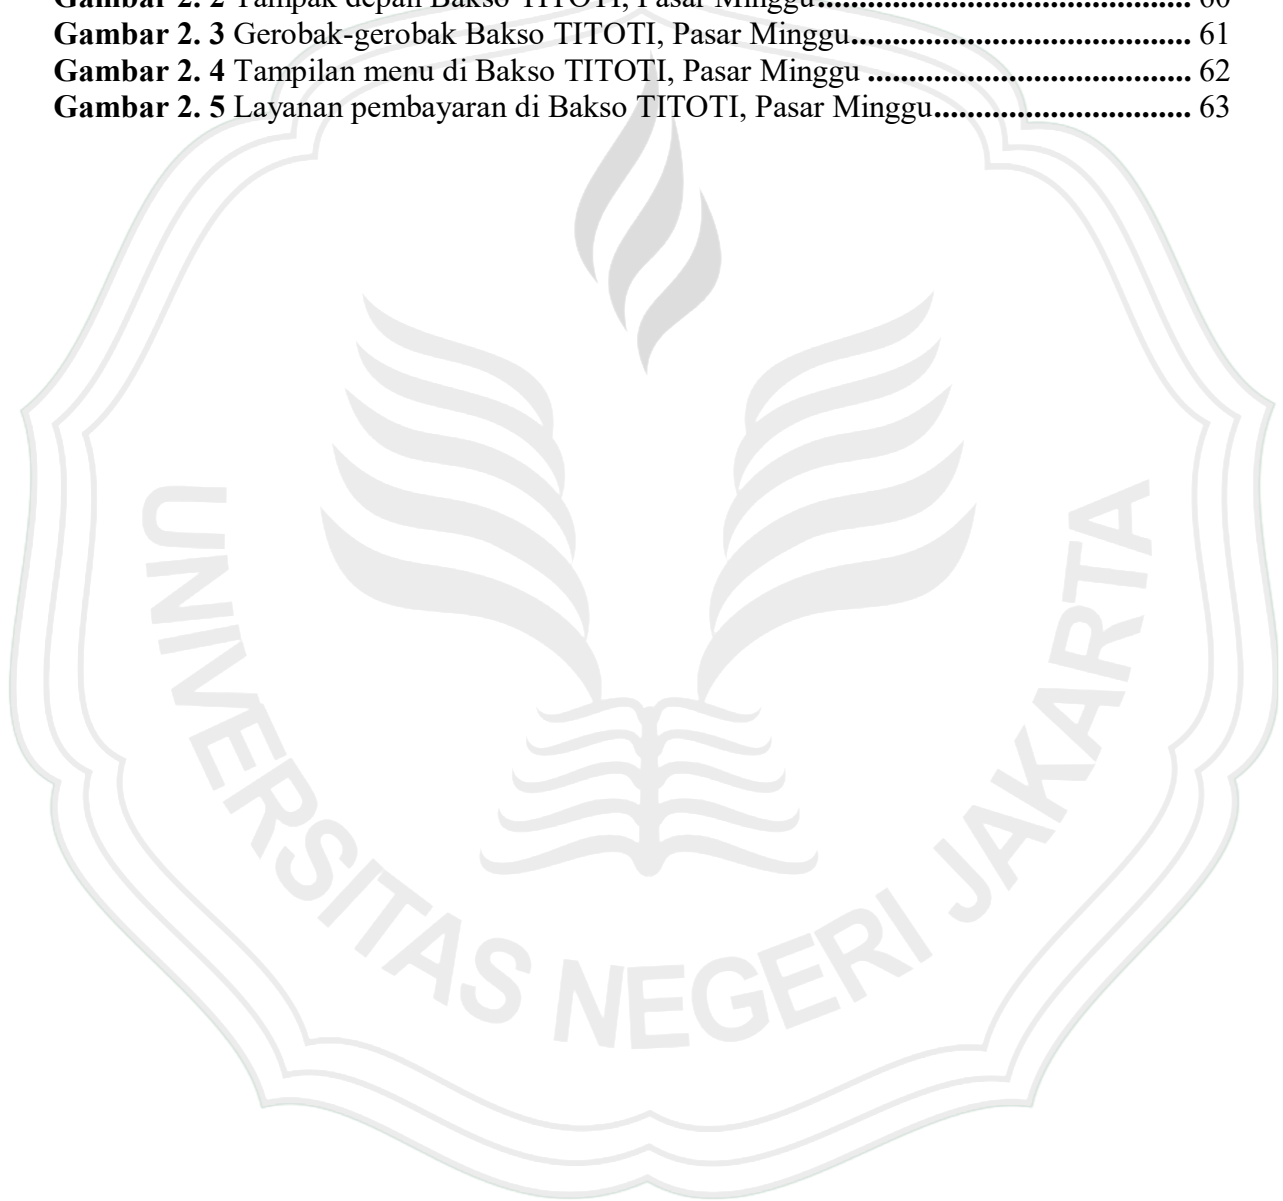 Gambar 2. 2 Tampak depan Bakso TITOTI, Pasar Minggu.......................................... 60
Gambar 2. 3 Gerobak-gerobak Bakso TITOTI, Pasar Minggu...................................... 61
Gambar 2. 4 Tampilan menu di Bakso TITOTI, Pasar Minggu .................................... 62
Gambar 2. 5 Layanan pembayaran di Bakso TITOTI, Pasar Minggu............................. 63
UNIVERSITAS NEGERI JAKARTA